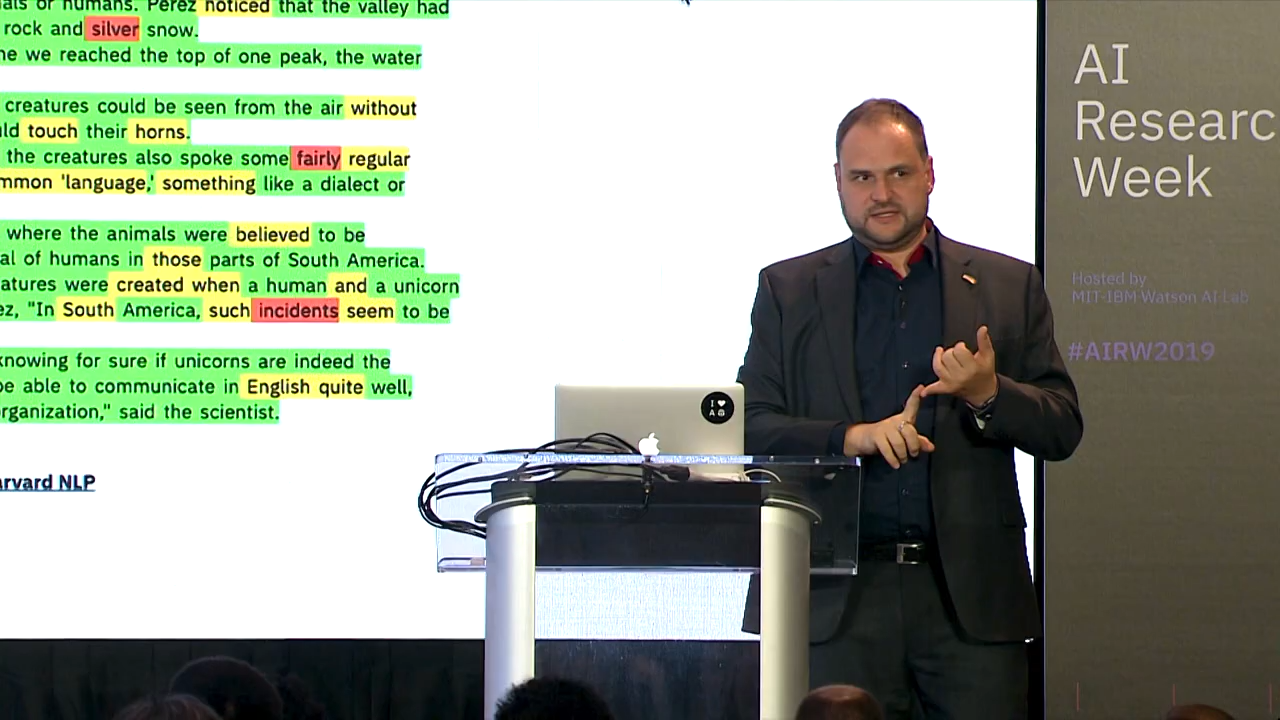 als or humans. Perez noticed that the valley had
rock and silver snow.
ne we reached the top of one peak, the water
creatures could be seen from the air without
uld touch their horns.
the creatures also spoke some fairly regular
mmon 'language,' something like a dialect or
where the animals were believed to be
al of humans in those parts of South America.
atures were created when a human and a unicorn
ez, "In South America, such incidents seem to be
knowing for sure if unicorns are indeed the
be able to communicate in English quite well,
organization," said the scientist.
arvard NLP
I ♥
A
AI
Researc
Week
Hosted by
MIT-IBM Watson AI Lab
#AIRW2019